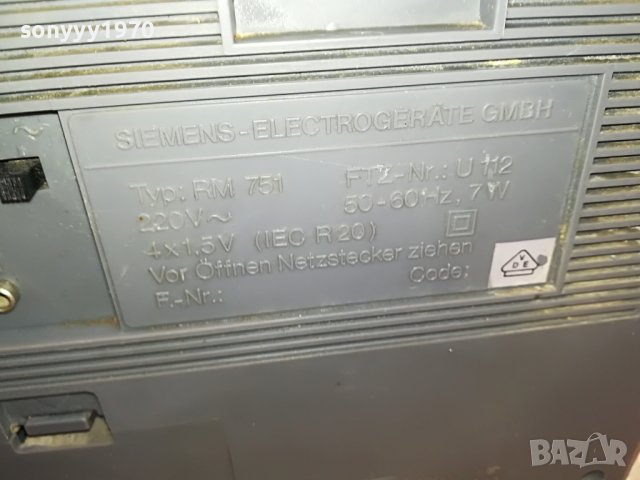 sonyyy1970
SIEMENS-ELECTROGERÄTE GMBH
Typ: RM 751 FTZ-Nr.: U 112
220V~ 50-60Hz, 7W
4x1,5V (IEC R20)
Vor Öffnen Netzstecker ziehen
F.-Nr.: Code:
VDE
BAZAR